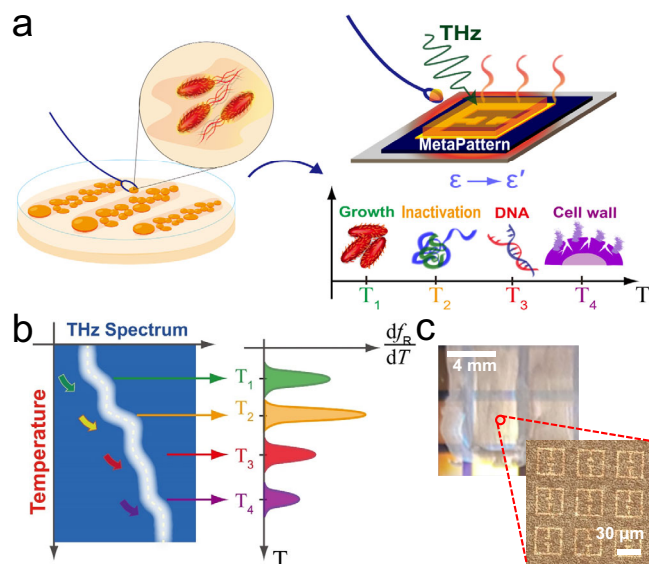 a
THz
MetaPattern
ε → ε′
Growth Inactivation DNA Cell wall
T₁ T₂ T₃ T₄ T
b
THz Spectrum
df_R
dT
Temperature
T₁
T₂
T₃
T₄
T
c
4 mm
30 µm